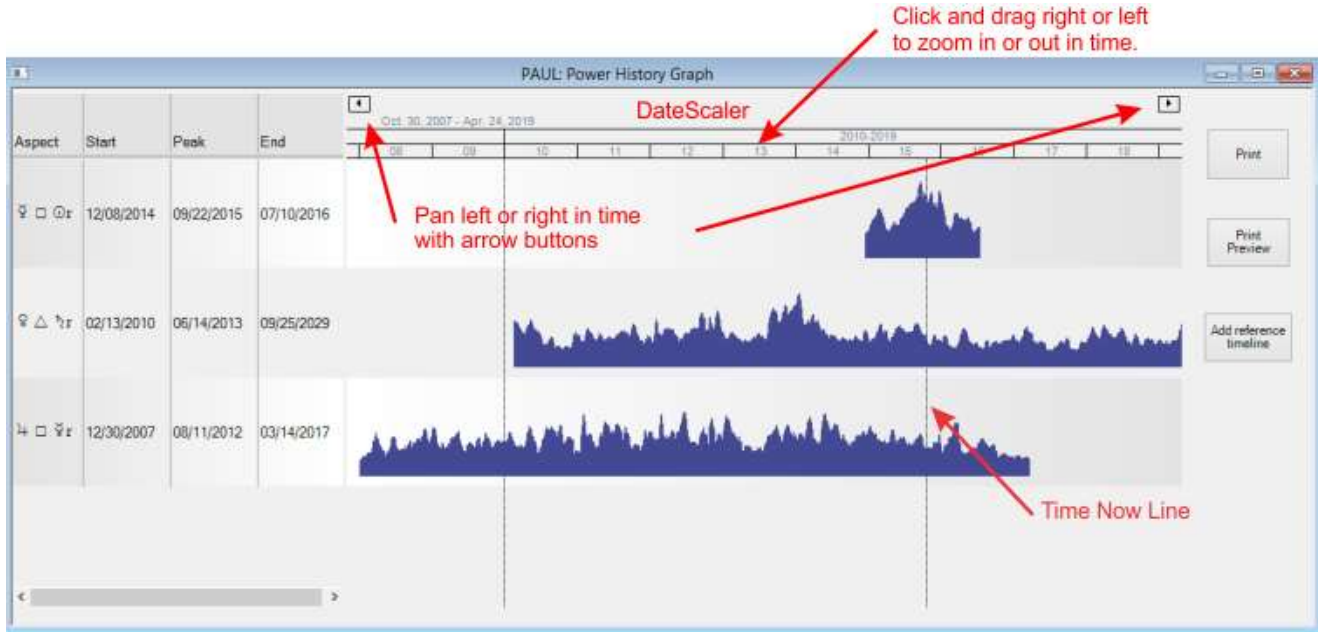 Click and drag right or left
to zoom in or out in time.
PAUL: Power History Graph
DateScaler
Oct. 30, 2007 - Apr. 24, 2019
2010-2019
Aspect Start Peak End
08 09 10 11 12 13 14 15 16 17 18
Print
☿ □ ☉r 12/08/2014 09/22/2015 07/10/2016
Pan left or right in time
with arrow buttons
Print
Preview
♀ △ ♄r 02/13/2010 06/14/2013 09/25/2029
Add reference
timeline
♃ □ ☿r 12/30/2007 08/11/2012 03/14/2017
Time Now Line